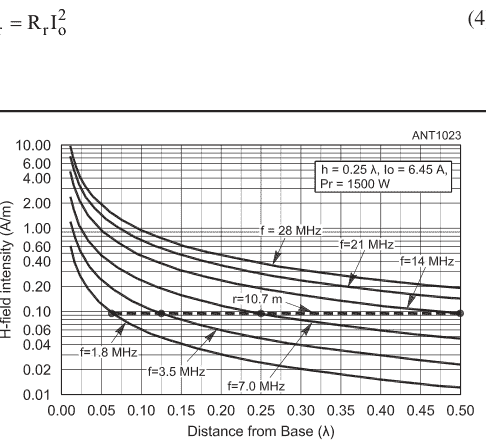 = RrIo² (4
ANT1023
10.00
6.00
4.00
2.00
1.00
0.60
0.40
0.20
0.10
0.06
0.04
0.02
0.01
H-field intensity (A/m)
h = 0.25 λ, Io = 6.45 A,
Pr = 1500 W
f = 28 MHz
f=21 MHz
f=14 MHz
r=10.7 m
f=1.8 MHz
f=3.5 MHz
f=7.0 MHz
0.00 0.05 0.10 0.15 0.20 0.25 0.30 0.35 0.40 0.45 0.50
Distance from Base (λ)